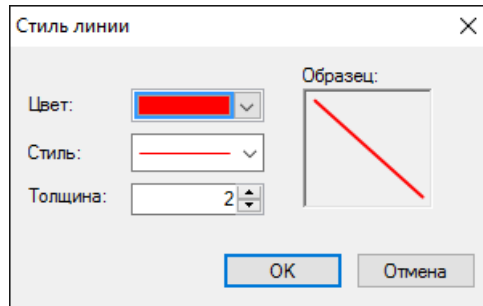 Стиль линии
Образец:
Цвет:
Стиль:
Толщина:
2
OK
Отмена